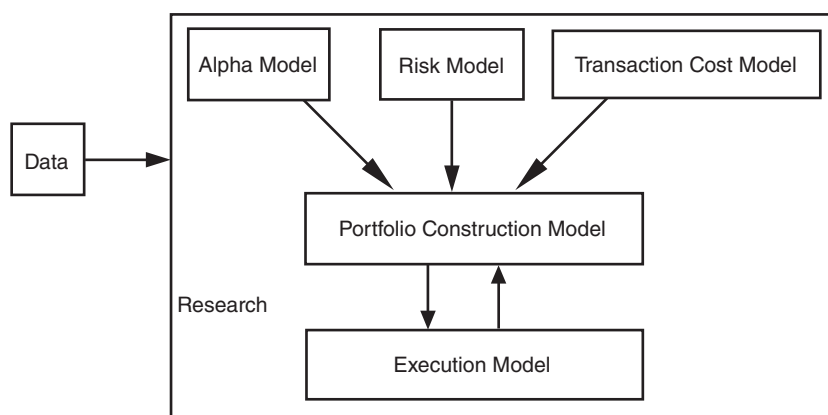 Alpha Model
Risk Model
Transaction Cost Model
Data
Portfolio Construction Model
Research
Execution Model